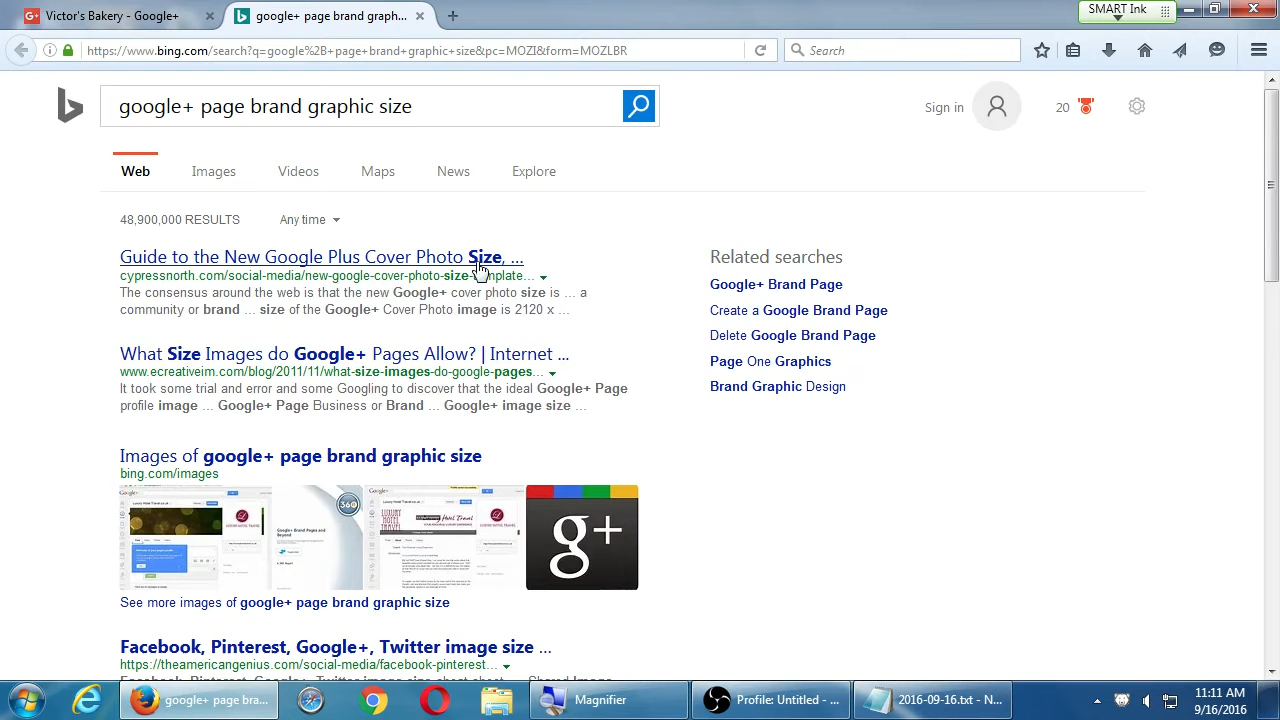 Victor's Bakery - Google+
google+ page brand graph...
SMART Ink
https://www.bing.com/search?q=google%2B+page+brand+graphic+size&pc=MOZI&form=MOZLBR
Search
google+ page brand graphic size
Sign in
20
Web
Images
Videos
Maps
News
Explore
48,900,000 RESULTS
Any time
Guide to the New Google Plus Cover Photo Size, ...
cypressnorth.com/social-media/new-google-cover-photo-size-template...
The consensus around the web is that the new Google+ cover photo size is ... a
community or brand ... size of the Google+ Cover Photo image is 2120 x ...
What Size Images do Google+ Pages Allow? | Internet ...
www.ecreativeim.com/blog/2011/11/what-size-images-do-google-pages...
It took some trial and error and some Googling to discover that the ideal Google+ Page
profile image ... Google+ Page Business or Brand ... Google+ image size ...
Images of google+ page brand graphic size
bing.com/images
360
Google+ Brand Pages and
Beyond
LUXURY
HOTEL
TRAVEL
g+
See more images of google+ page brand graphic size
Facebook, Pinterest, Google+, Twitter image size ...
https://theamericangenius.com/social-media/facebook-pinterest...
Related searches
Google+ Brand Page
Create a Google Brand Page
Delete Google Brand Page
Page One Graphics
Brand Graphic Design
google+ page bra...
Magnifier
Profile: Untitled - ...
2016-09-16.txt - N...
11:11 AM
9/16/2016